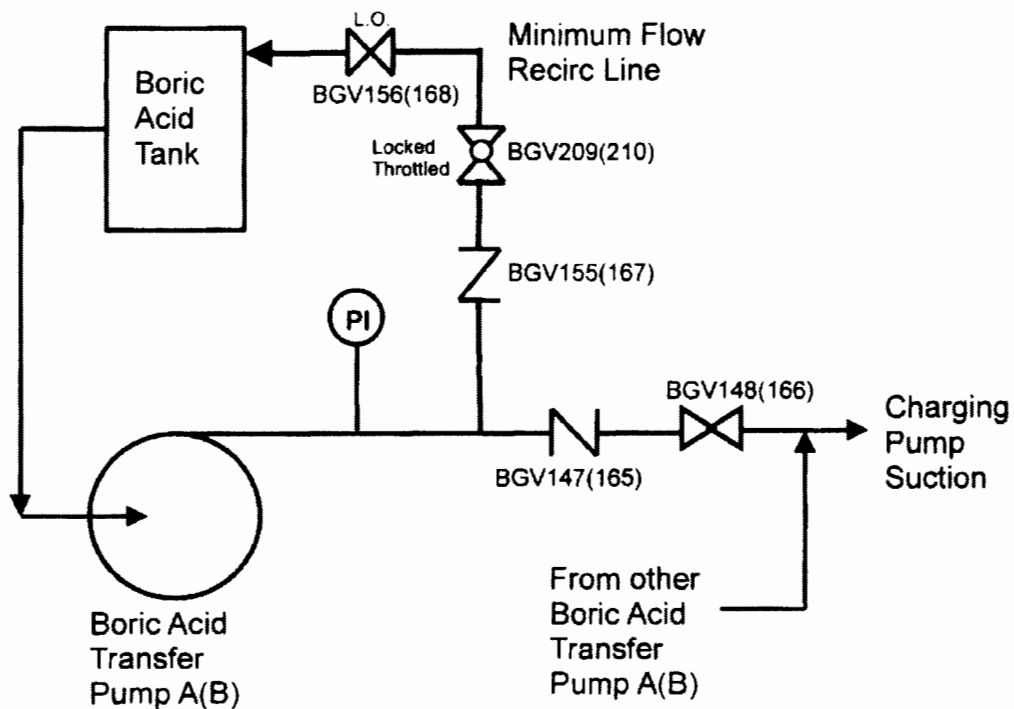 L.O.
Minimum Flow
Recirc Line
BGV156(168)
Boric
Acid
Tank
Locked
Throttled
BGV209(210)
BGV155(167)
PI
BGV148(166)
Charging
Pump
Suction
BGV147(165)
From other
Boric Acid
Transfer
Pump A(B)
Boric Acid
Transfer
Pump A(B)